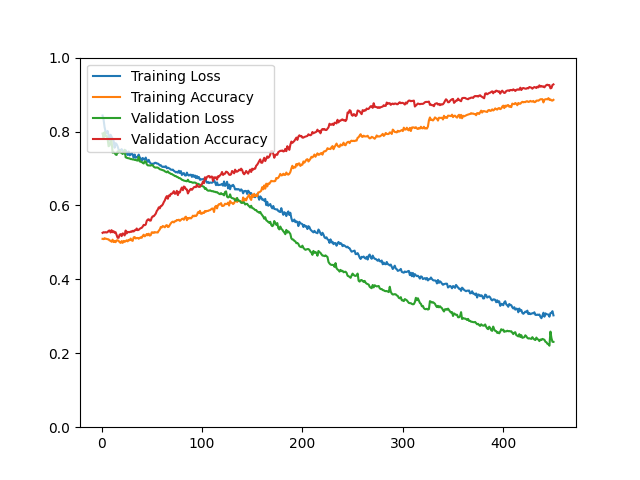 1.0
0.8
0.6
0.4
0.2
0.0
Training Loss
Training Accuracy
Validation Loss
Validation Accuracy
0 100 200 300 400